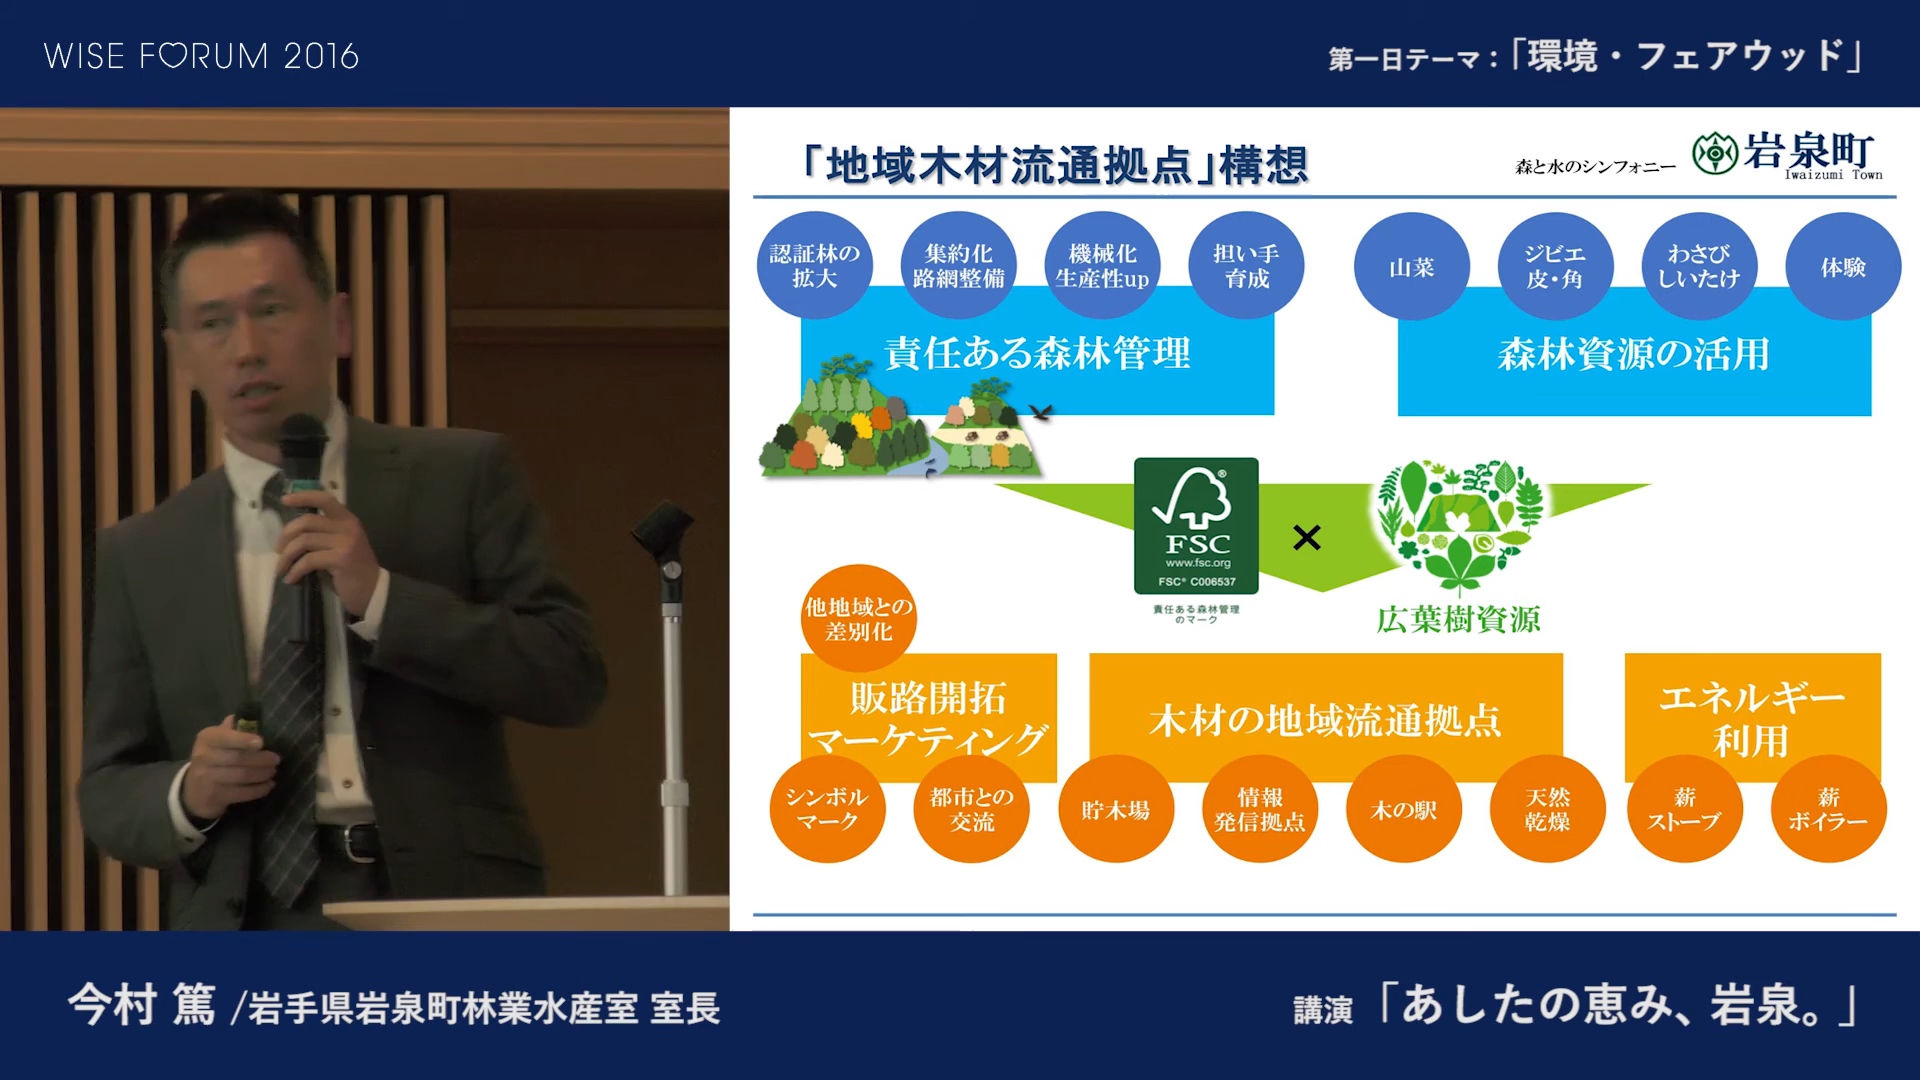 WISE FORUM 2016
第一日テーマ：「環境・フェアウッド」
「地域木材流通拠点」構想
森と水のシンフォニー
岩泉町
Iwaizumi Town
認証林の
拡大
集約化
路網整備
機械化
生産性up
担い手
育成
山菜
ジビエ
皮・角
わさび
しいたけ
体験
責任ある森林管理
森林資源の活用
®
FSC
www.fsc.org
FSC® C006537
責任ある森林管理
のマーク
×
広葉樹資源
他地域との
差別化
販路開拓
マーケティング
木材の地域流通拠点
エネルギー
利用
シンボル
マーク
都市との
交流
貯木場
情報
発信拠点
木の駅
天然
乾燥
薪
ストーブ
薪
ボイラー
今村 篤 /岩手県岩泉町林業水産室 室長
講演 「あしたの恵み、岩泉。」